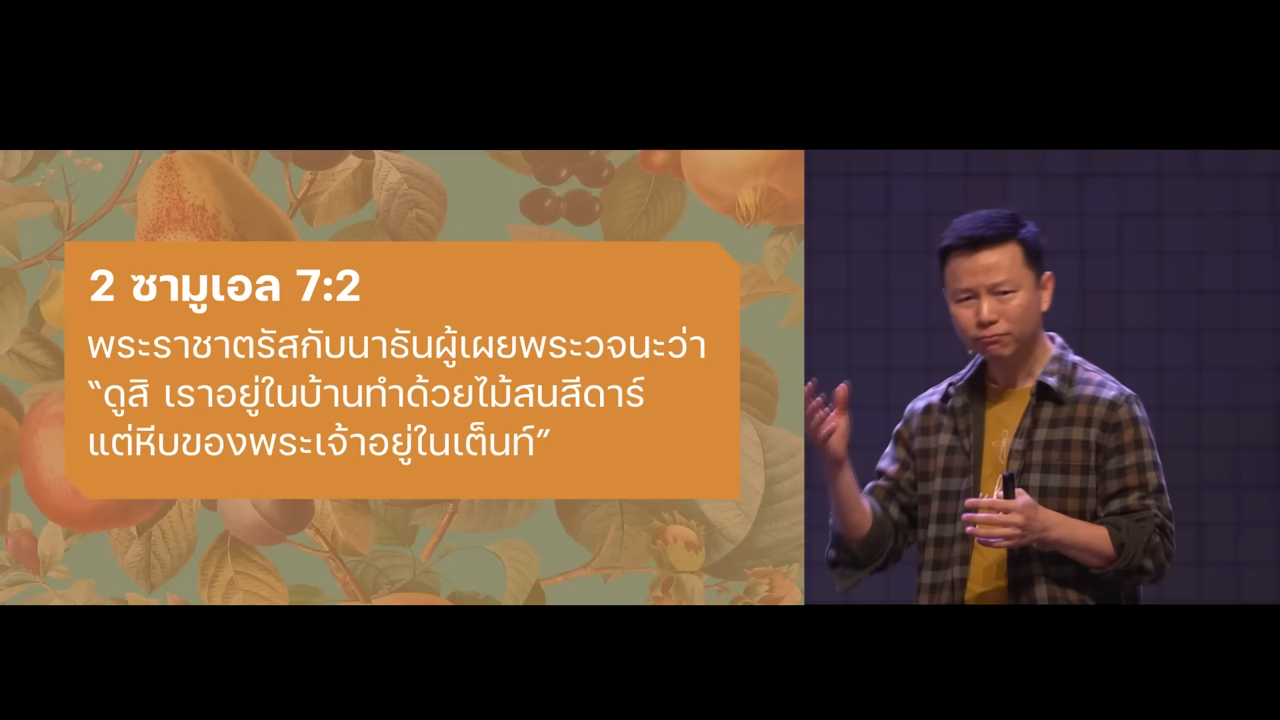 2 ซามูเอล 7:2
พระราชาตรัสกับนาธันผู้เผยพระวจนะว่า
“ดูสิ เราอยู่ในบ้านทำด้วยไม้สนสีดาร์
แต่หีบของพระเจ้าอยู่ในเต็นท์”